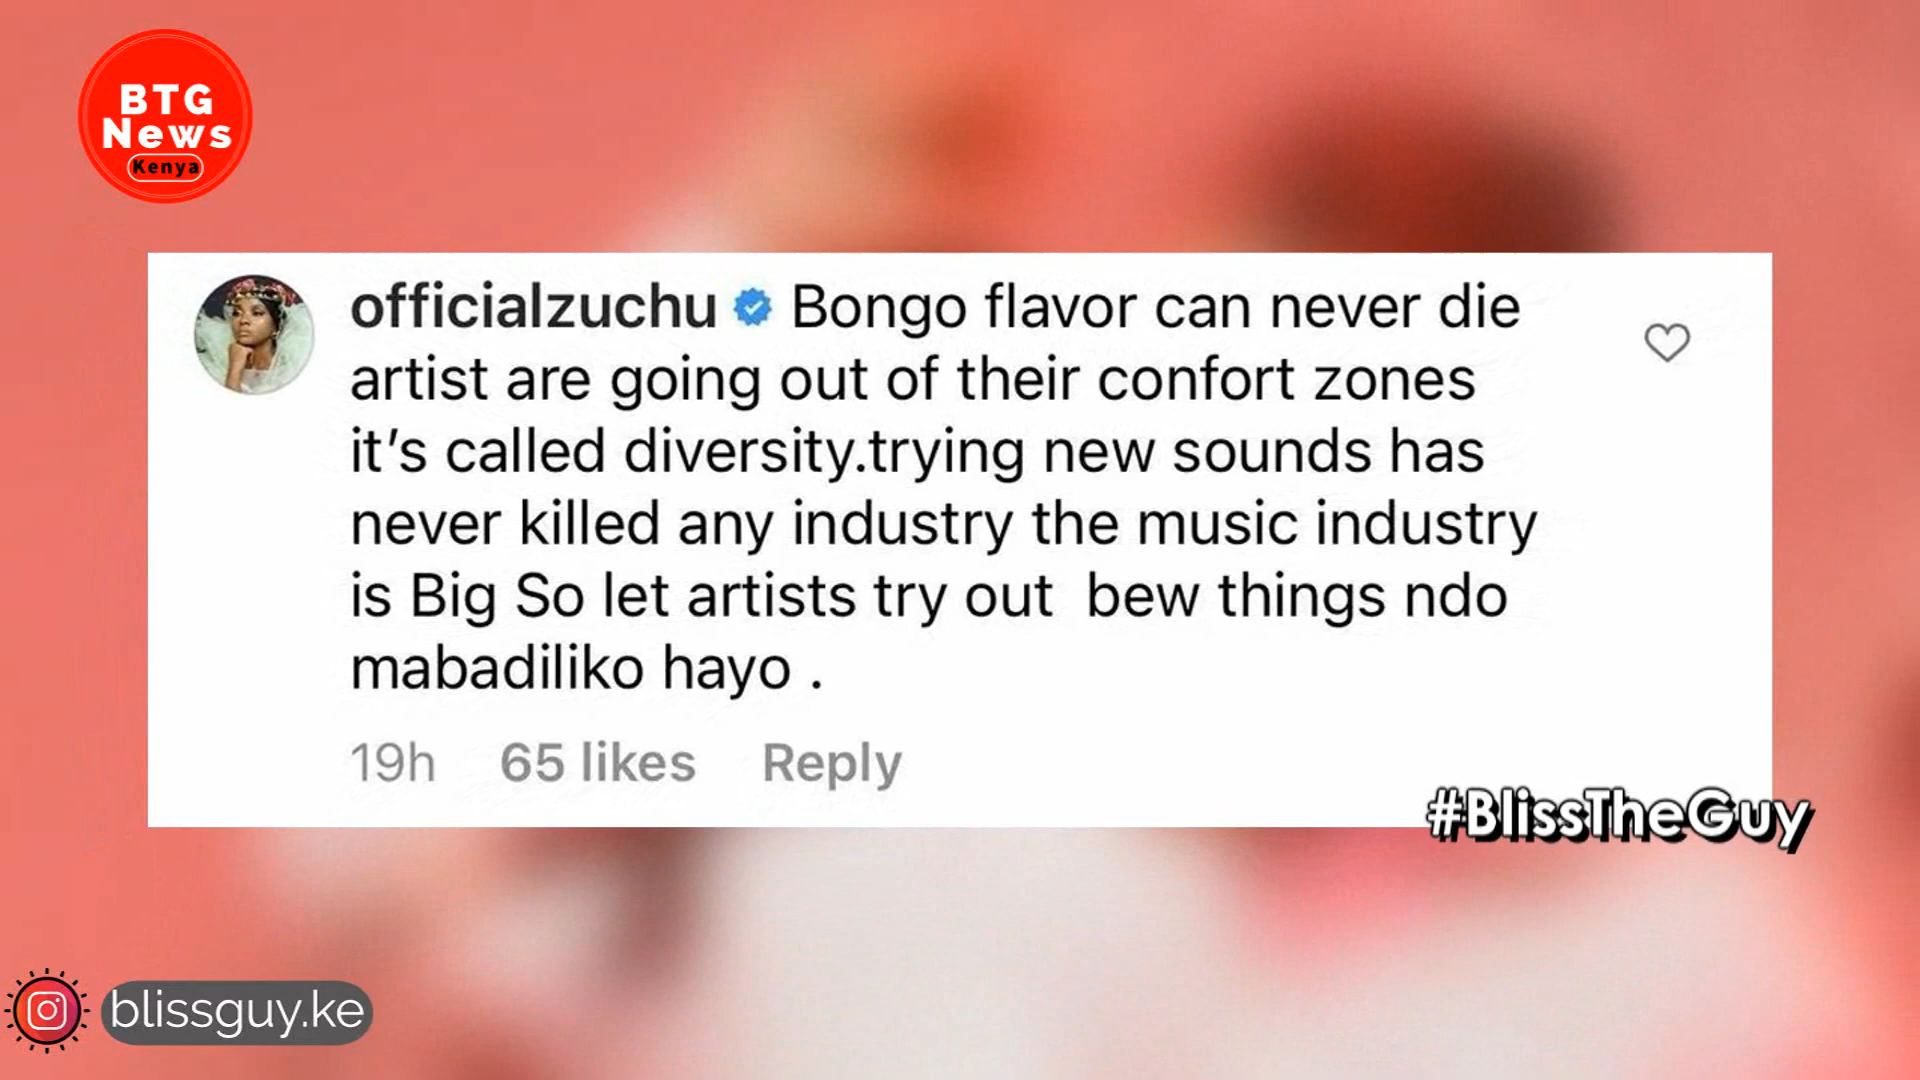 BTG
News
Kenya
officialzuchu Bongo flavor can never die
artist are going out of their confort zones
it's called diversity.trying new sounds has
never killed any industry the music industry
is Big So let artists try out bew things ndo
mabadiliko hayo .
19h 65 likes Reply
#BlissTheGuy
blissguy.ke